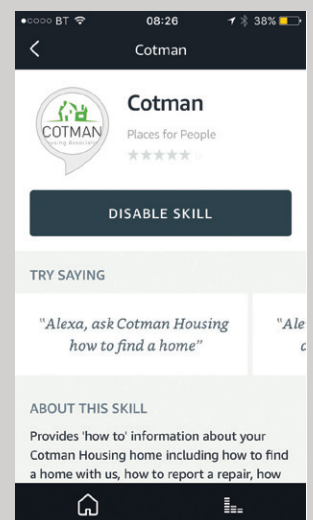 BT 08:26 38%
Cotman
COTMAN
Housing Association
Cotman
Places for People
DISABLE SKILL
TRY SAYING
"Alexa, ask Cotman Housing
how to find a home"
"Ale
ABOUT THIS SKILL
Provides 'how to' information about your
Cotman Housing home including how to find
a home with us, how to report a repair, how